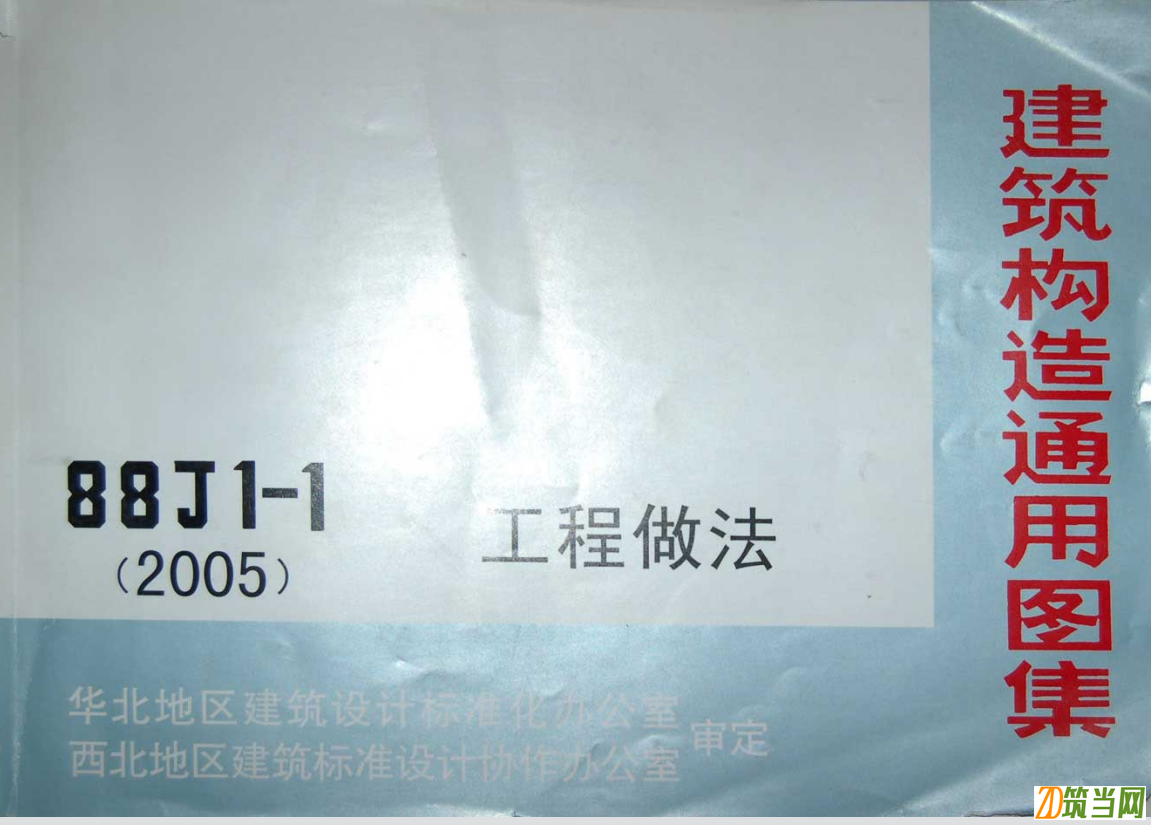 建筑构造通用图集
88J1-1
(2005)
工程做法
华北地区建筑设计标准化办公室
西北地区建筑标准设计协作办公室
审定
筑当网